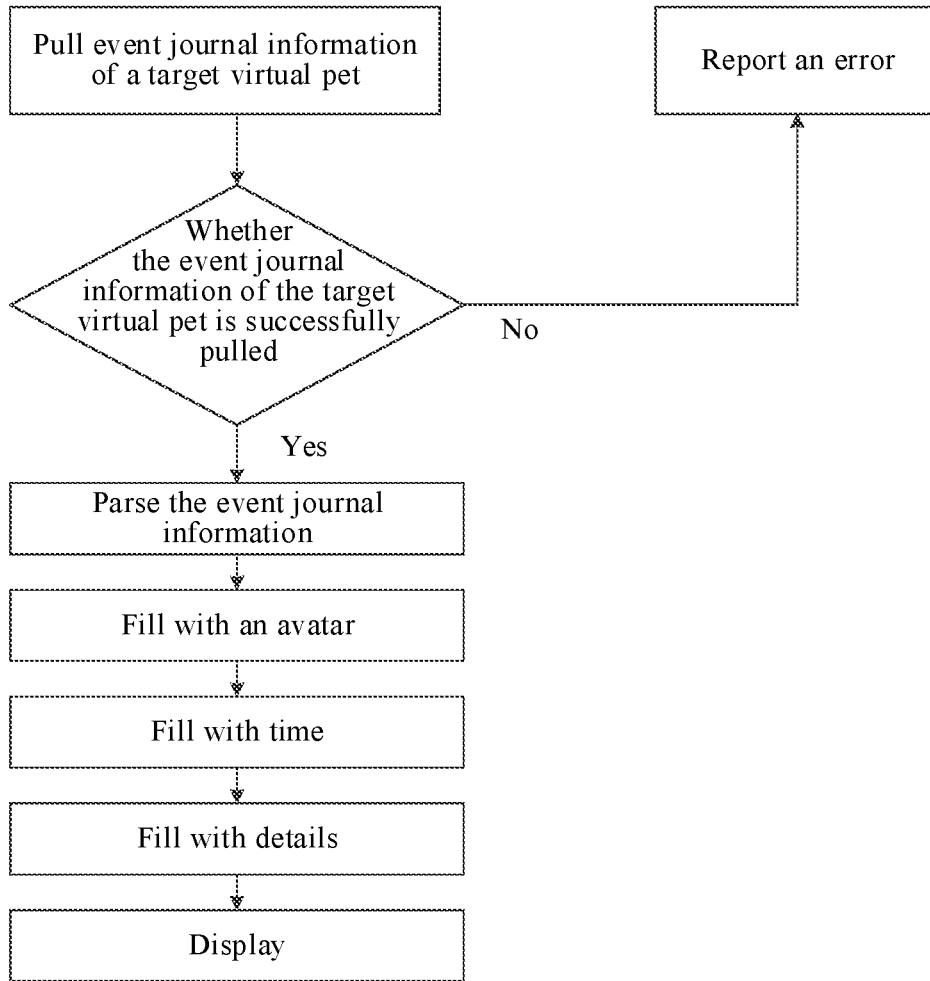 Pull event journal information
of a target virtual pet
Report an error
Whether
the event journal
information of the target
virtual pet is successfully
pulled
No
Yes
Parse the event journal
information
Fill with an avatar
Fill with time
Fill with details
Display